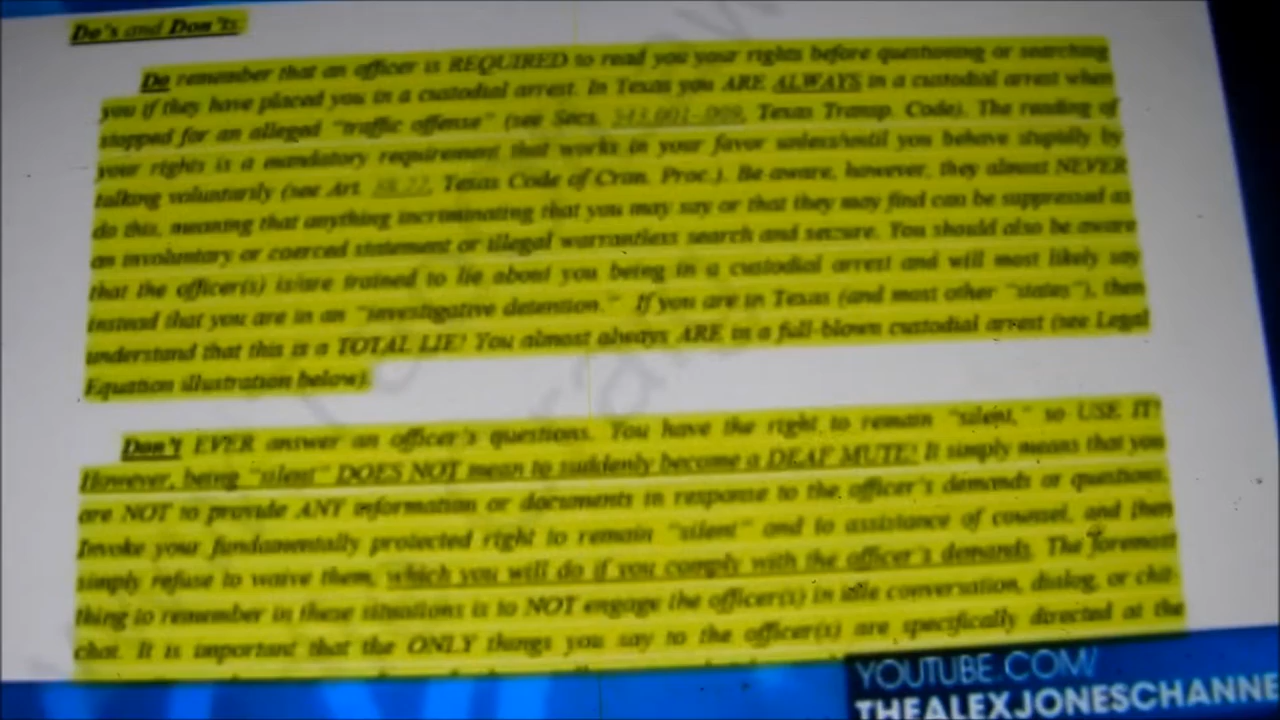 Do's and Don'ts:
Do remember that an officer is REQUIRED to read you your rights before questioning or searching
you if they have placed you in a custodial arrest. In Texas you ARE ALWAYS in a custodial arrest when
stopped for an alleged "traffic offense" (see Secs. 543.001-.009, Texas Transp. Code). The reading of
your rights is a mandatory requirement that works in your favor unless/until you behave stupidly by
talking voluntarily (see Art. Texas Code of Crim. Proc.). Be aware, however, they almost NEVER
do this, meaning that anything incriminating that you may say or that they may find can be suppressed as
an involuntary or coerced statement or illegal warrantless search and seizure. You should also be aware
that the officer(s) is/are trained to lie about you being in a custodial arrest and will most likely say
instead that you are in an "investigative detention." If you are in Texas (and most other "states"), then
understand that this is a TOTAL LIE! You almost always ARE in a full-blown custodial arrest (see Legal
Equation illustration below).
Don't EVER answer an officer's questions. You have the right to remain "silent," so USE IT!
However, being "silent" DOES NOT mean to suddenly become a DEAF MUTE! It simply means that you
are NOT to provide ANY information or documents in response to the officer's demands or questions.
Invoke your fundamentally protected right to remain "silent" and to assistance of counsel, and then
simply refuse to waive them, which you will do if you comply with the officer's demands. The foremost
thing to remember in these situations is to NOT engage the officer(s) in idle conversation, dialog, or chit-
chat. It is important that the ONLY things you say to the officer(s) are specifically directed at the
YOUTUBE.COM/
THEALEXJONESCHANNE